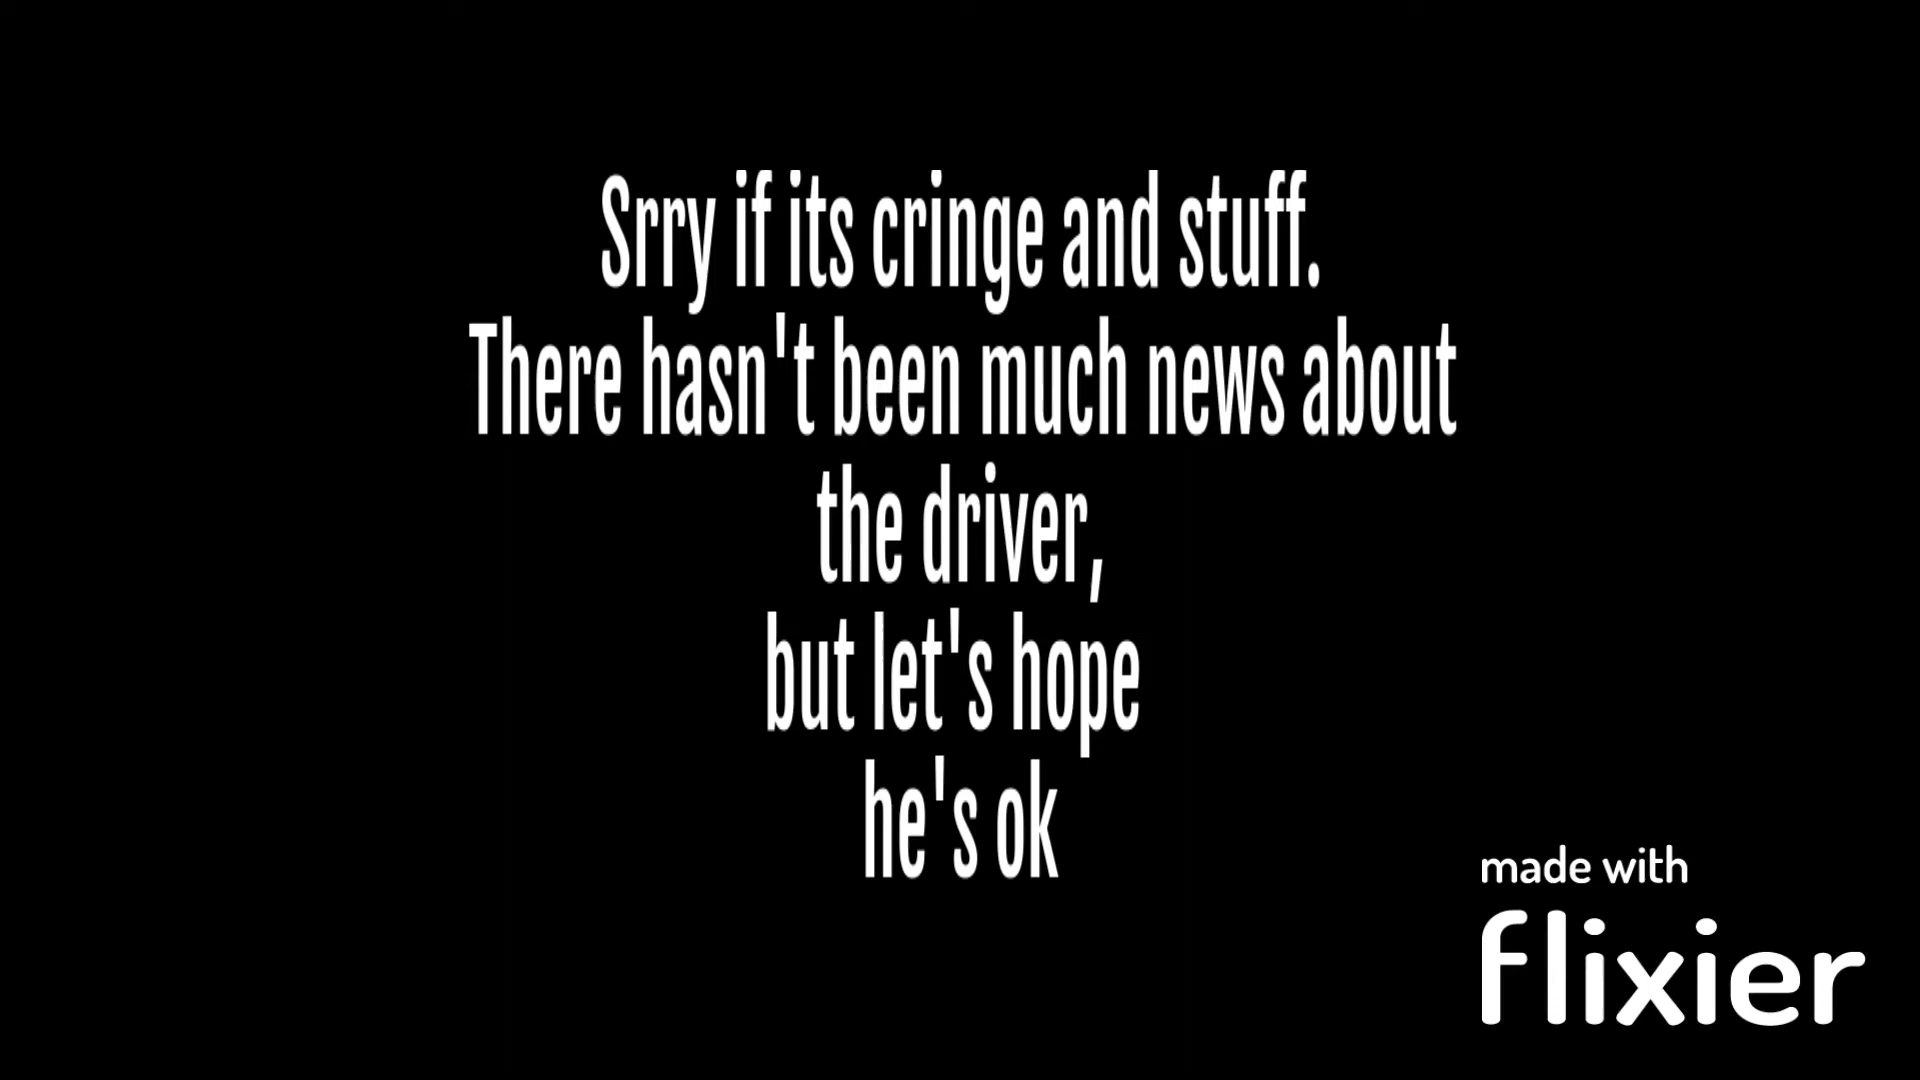 Srry if its cringe and stuff.
There hasn't been much news about
the driver,
but let's hope
he's ok
made with
flixier